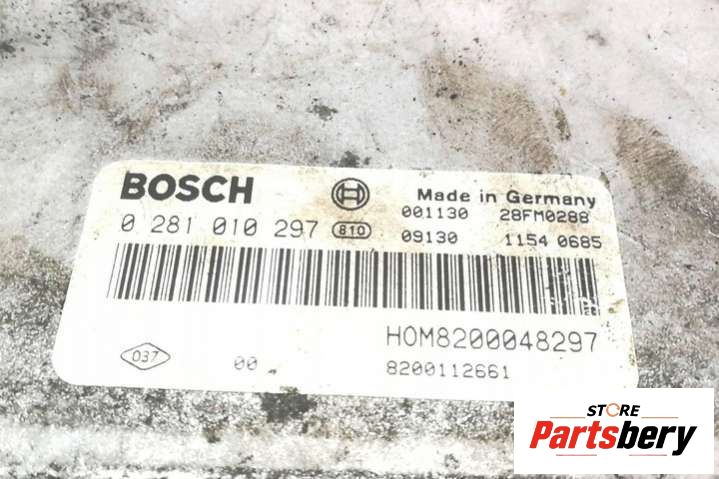 BOSCH
Made in Germany
001130 28FM0288
0 281 010 297 810
09130 1154 0685
HOM8200048297
037
00
8200112661
STORE
Partsbery